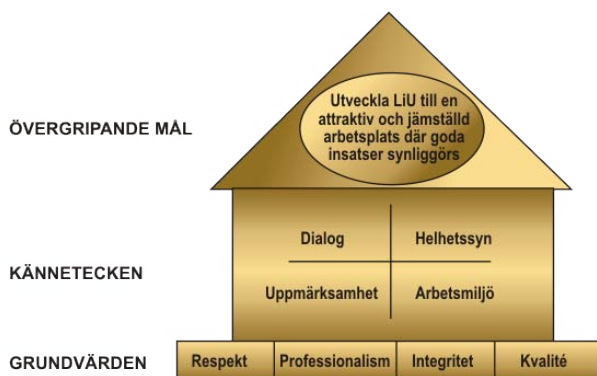 Utveckla LiU till en
attraktiv och jämställd
arbetsplats där goda
insatser synliggörs
ÖVERGRIPANDE MÅL
Dialog
Helhetssyn
KÄNNETECKEN
Uppmärksamhet
Arbetsmiljö
GRUNDVÄRDEN
Respekt
Professionalism
Integritet
Kvalité